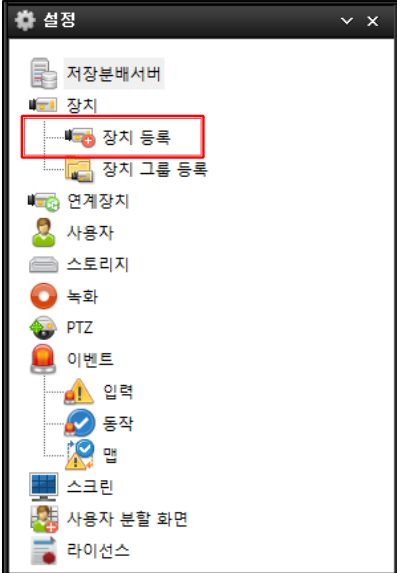 설정
저장분배서버
장치
장치 등록
장치 그룹 등록
연계장치
사용자
스토리지
녹화
PTZ
이벤트
입력
동작
맵
스크린
사용자 분할 화면
라이선스